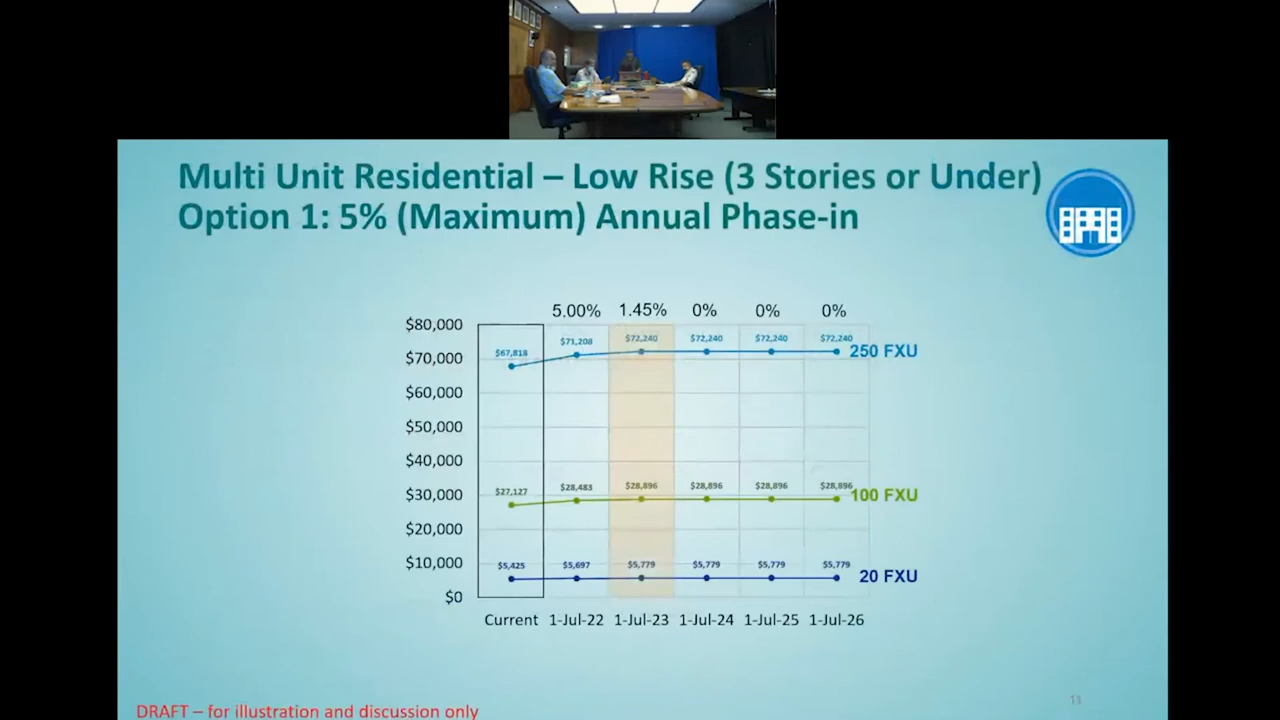 Multi Unit Residential – Low Rise (3 Stories or Under)
Option 1: 5% (Maximum) Annual Phase-in
5.00% 1.45% 0% 0% 0%
$80,000
$67,818 $71,208 $72,240 $72,240 $72,240 $72,240
250 FXU
$70,000
$60,000
$50,000
$40,000
$27,127 $28,483 $28,896 $28,896 $28,896 $28,896
$30,000
100 FXU
$20,000
$10,000
$5,425 $5,697 $5,779 $5,779 $5,779 $5,779
20 FXU
$0
Current 1-Jul-22 1-Jul-23 1-Jul-24 1-Jul-25 1-Jul-26
11
DRAFT – for illustration and discussion only